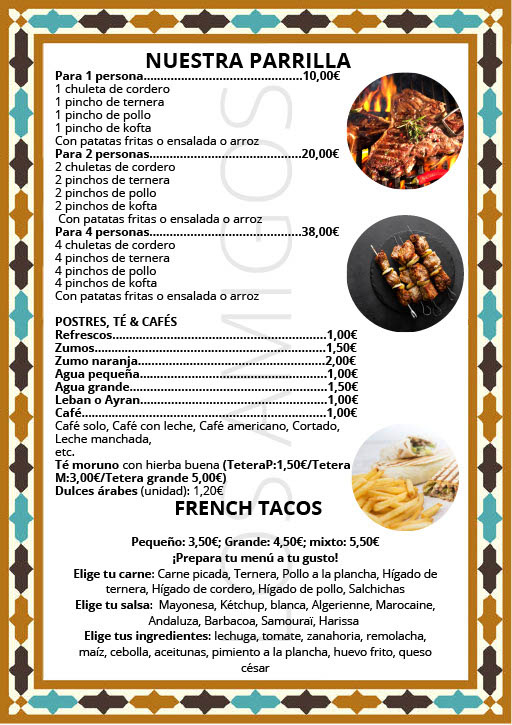 NUESTRA PARRILLA
Para 1 persona...............................................10,00€
1 chuleta de cordero
1 pincho de ternera
1 pincho de pollo
1 pincho de kofta
Con patatas fritas o ensalada o arroz
Para 2 personas.............................................20,00€
2 chuletas de cordero
2 pinchos de ternera
2 pinchos de pollo
2 pinchos de kofta
Con patatas fritas o ensalada o arroz
Para 4 personas.............................................38,00€
4 chuletas de cordero
4 pinchos de ternera
4 pinchos de pollo
4 pinchos de kofta
Con patatas fritas o ensalada o arroz
POSTRES, TÉ & CAFÉS
Refrescos...............................................................1,00€
Zumos....................................................................1,50€
Zumo naranja.......................................................2,00€
Agua pequeña.......................................................1,00€
Agua grande..........................................................1,50€
Leban o Ayran.......................................................1,00€
Café........................................................................1,00€
Café solo, Café con leche, Café americano, Cortado,
Leche manchada,
etc.
Té moruno con hierba buena (TeteraP:1,50€/Tetera
M:3,00€/Tetera grande 5,00€)
Dulces árabes (unidad): 1,20€
FRENCH TACOS
Pequeño: 3,50€; Grande: 4,50€; mixto: 5,50€
¡Prepara tu menú a tu gusto!
Elige tu carne: Carne picada, Ternera, Pollo a la plancha, Hígado de
ternera, Hígado de cordero, Hígado de pollo, Salchichas
Elige tu salsa: Mayonesa, Kétchup, blanca, Algerienne, Marocaine,
Andaluza, Barbacoa, Samouraï, Harissa
Elige tus ingredientes: lechuga, tomate, zanahoria, remolacha,
maíz, cebolla, aceitunas, pimiento a la plancha, huevo frito, queso
césar
LOS AMIGOS